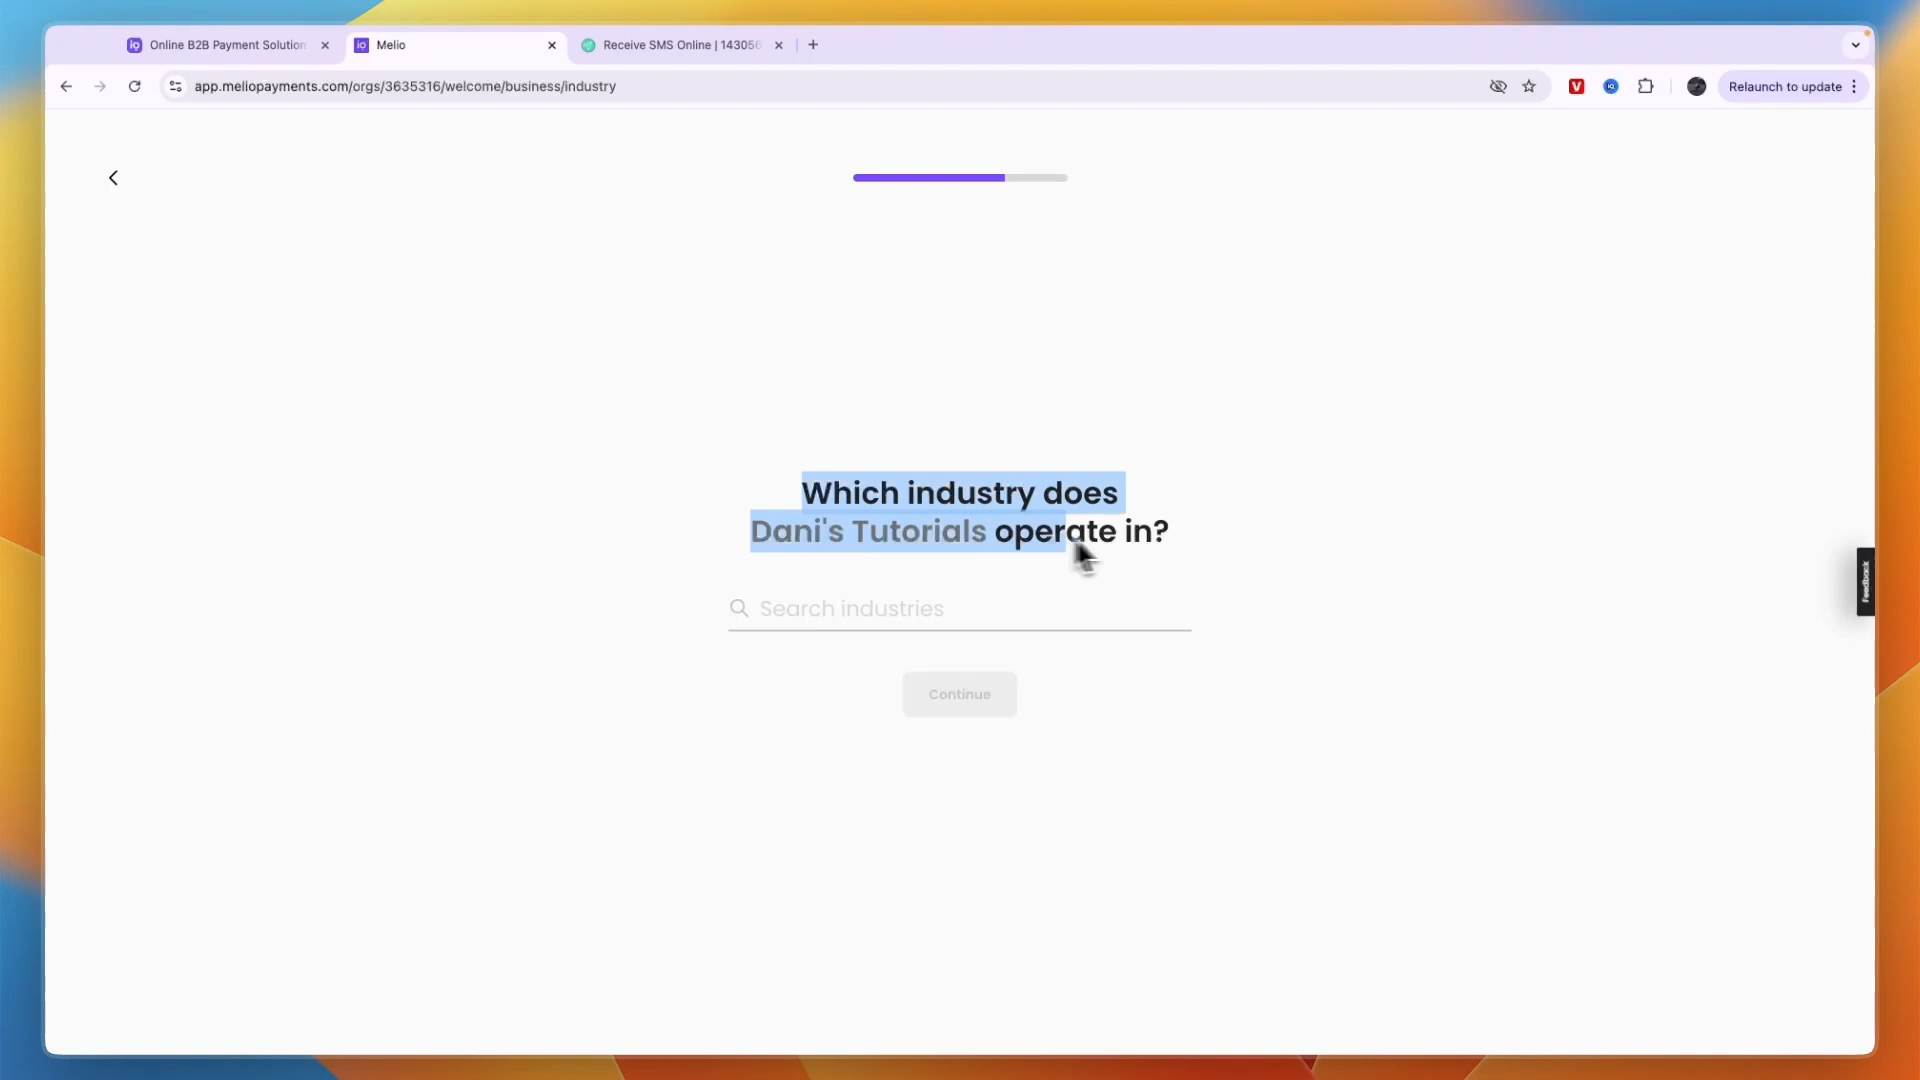 Online B2B Payment Solution
Melio
Receive SMS Online | 143056
app.meliopayments.com/orgs/3635316/welcome/business/industry
Relaunch to update
Which industry does
Dani's Tutorials operate in?
Search industries
Continue
Feedback